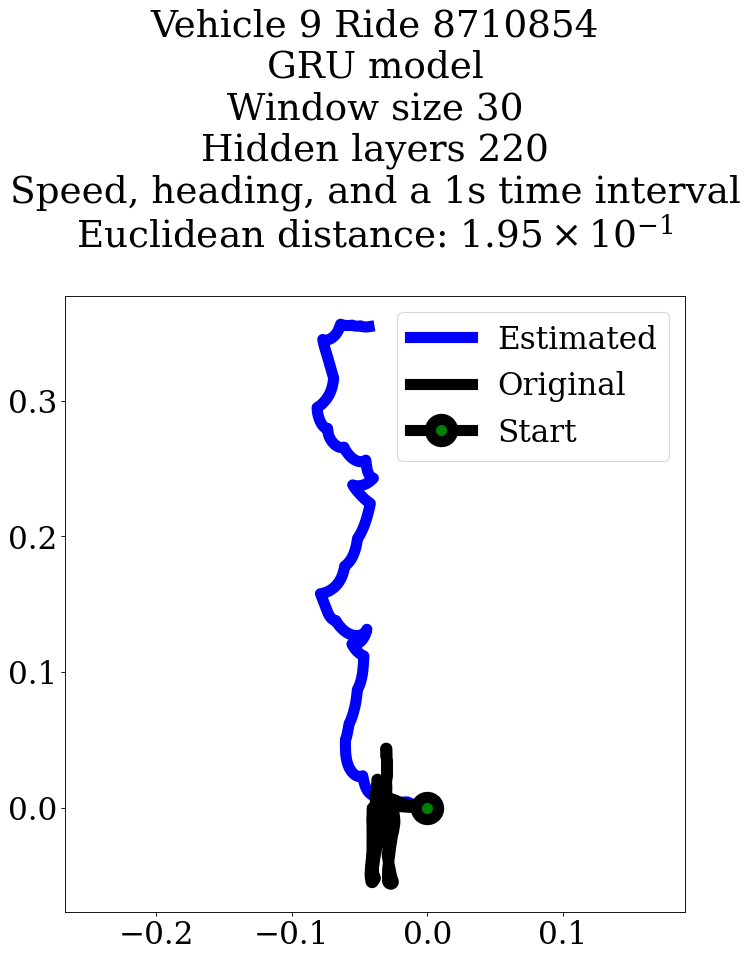 Vehicle 9 Ride 8710854
GRU model
Window size 30
Hidden layers 220
Speed, heading, and a 1s time interval
Euclidean distance: 1.95 × 10⁻¹
Estimated
Original
Start
0.3
0.2
0.1
0.0
−0.2
−0.1
0.0
0.1